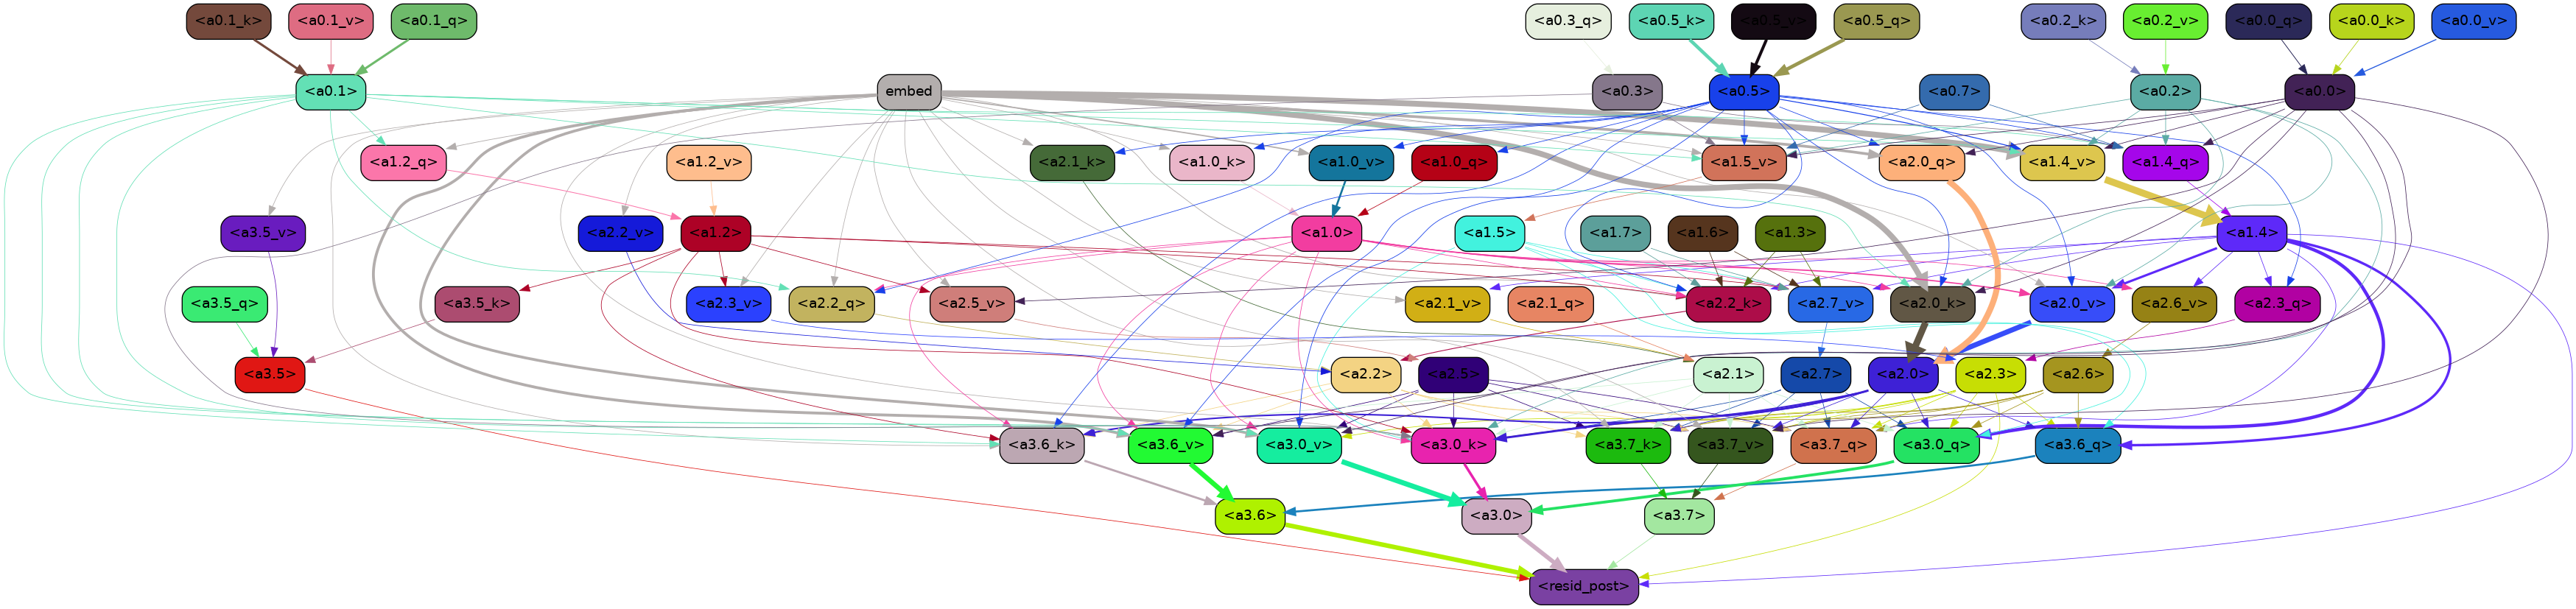 <a0.1_k> <a0.1_v> <a0.1_q> <a0.3_q> <a0.5_k> <a0.5_v> <a0.5_q> <a0.2_k> <a0.2_v> <a0.0_q> <a0.0_k> <a0.0_v>
<a0.1> embed <a0.3> <a0.5> <a0.7> <a0.2> <a0.0>
<a1.2_q> <a1.2_v> <a2.1_k> <a1.0_k> <a1.0_v> <a1.0_q> <a1.5_v> <a2.0_q> <a1.4_v> <a1.4_q>
<a3.5_v> <a2.2_v> <a1.2> <a1.0> <a1.5> <a1.7> <a1.6> <a1.3> <a1.4>
<a3.5_q> <a3.5_k> <a2.3_v> <a2.2_q> <a2.5_v> <a2.1_v> <a2.1_q> <a2.2_k> <a2.7_v> <a2.0_k> <a2.0_v> <a2.6_v> <a2.3_q>
<a3.5> <a2.2> <a2.5> <a2.1> <a2.7> <a2.0> <a2.3> <a2.6>
<a3.6_k> <a3.6_v> <a3.0_v> <a3.0_k> <a3.7_k> <a3.7_v> <a3.7_q> <a3.0_q> <a3.6_q>
<a3.6> <a3.0> <a3.7>
<resid_post>